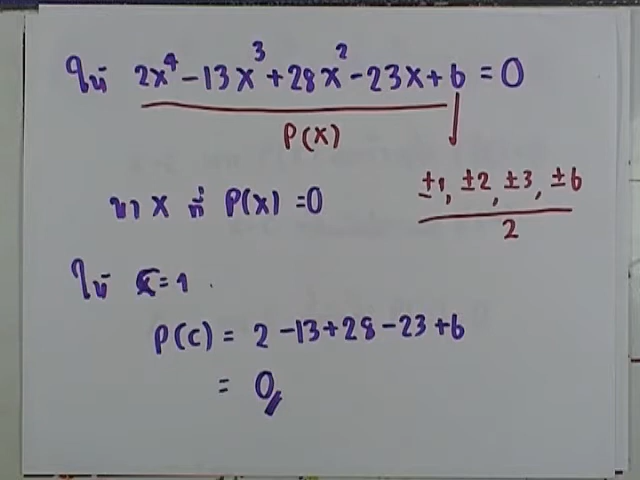 ให้ 2x⁴ - 13x³ + 28x² - 23x + 6 = 0
P(x)
±1, ±2, ±3, ±6
2
หา x ที่ P(x) = 0
ให้ c = 1
P(c) = 2 - 13 + 28 - 23 + 6
= 0